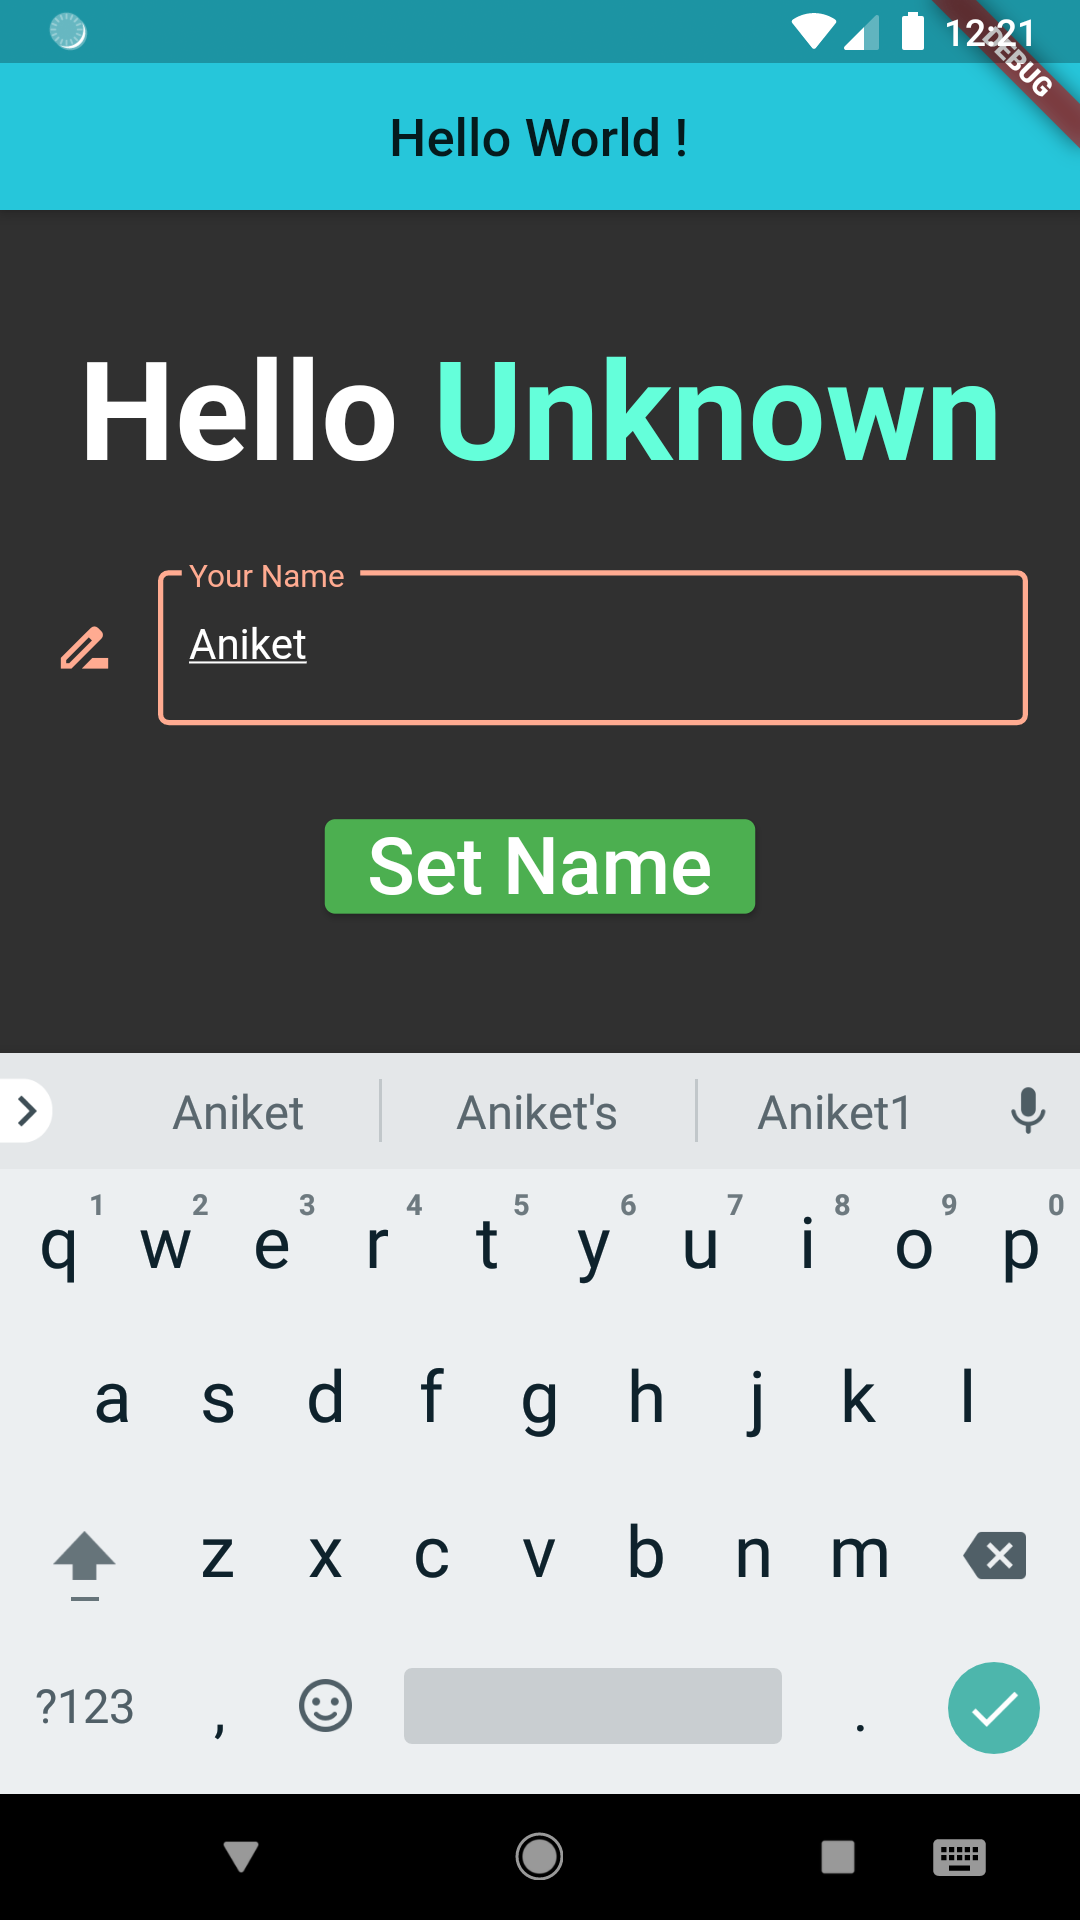 12:21
DEBUG
Hello World !
Hello Unknown
Your Name
Aniket
Set Name
Aniket Aniket's Aniket1
1 2 3 4 5 6 7 8 9 0
q w e r t y u i o p
a s d f g h j k l
z x c v b n m
?123 , .